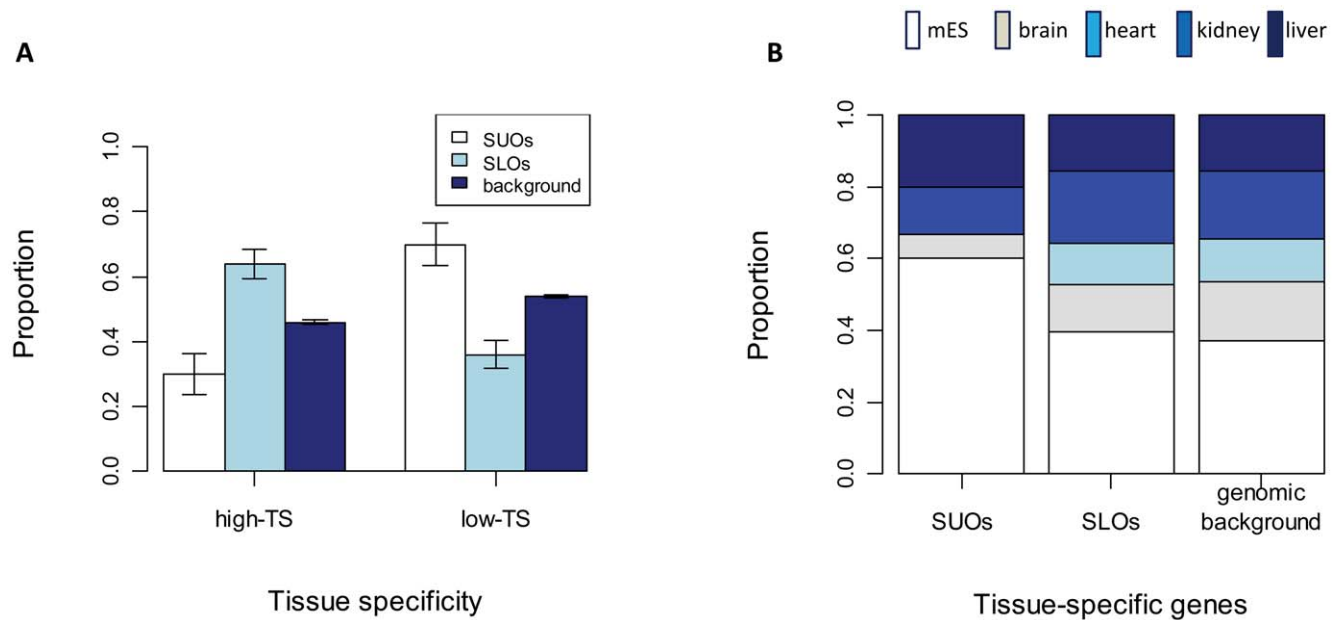 A
1.0
0.8
0.6
0.4
0.2
0.0
Proportion
SUOs
SLOs
background
high-TS
low-TS
Tissue specificity
B
mES brain heart kidney liver
1.0
0.8
0.6
0.4
0.2
0.0
Proportion
SUOs
SLOs
genomic
background
Tissue-specific genes